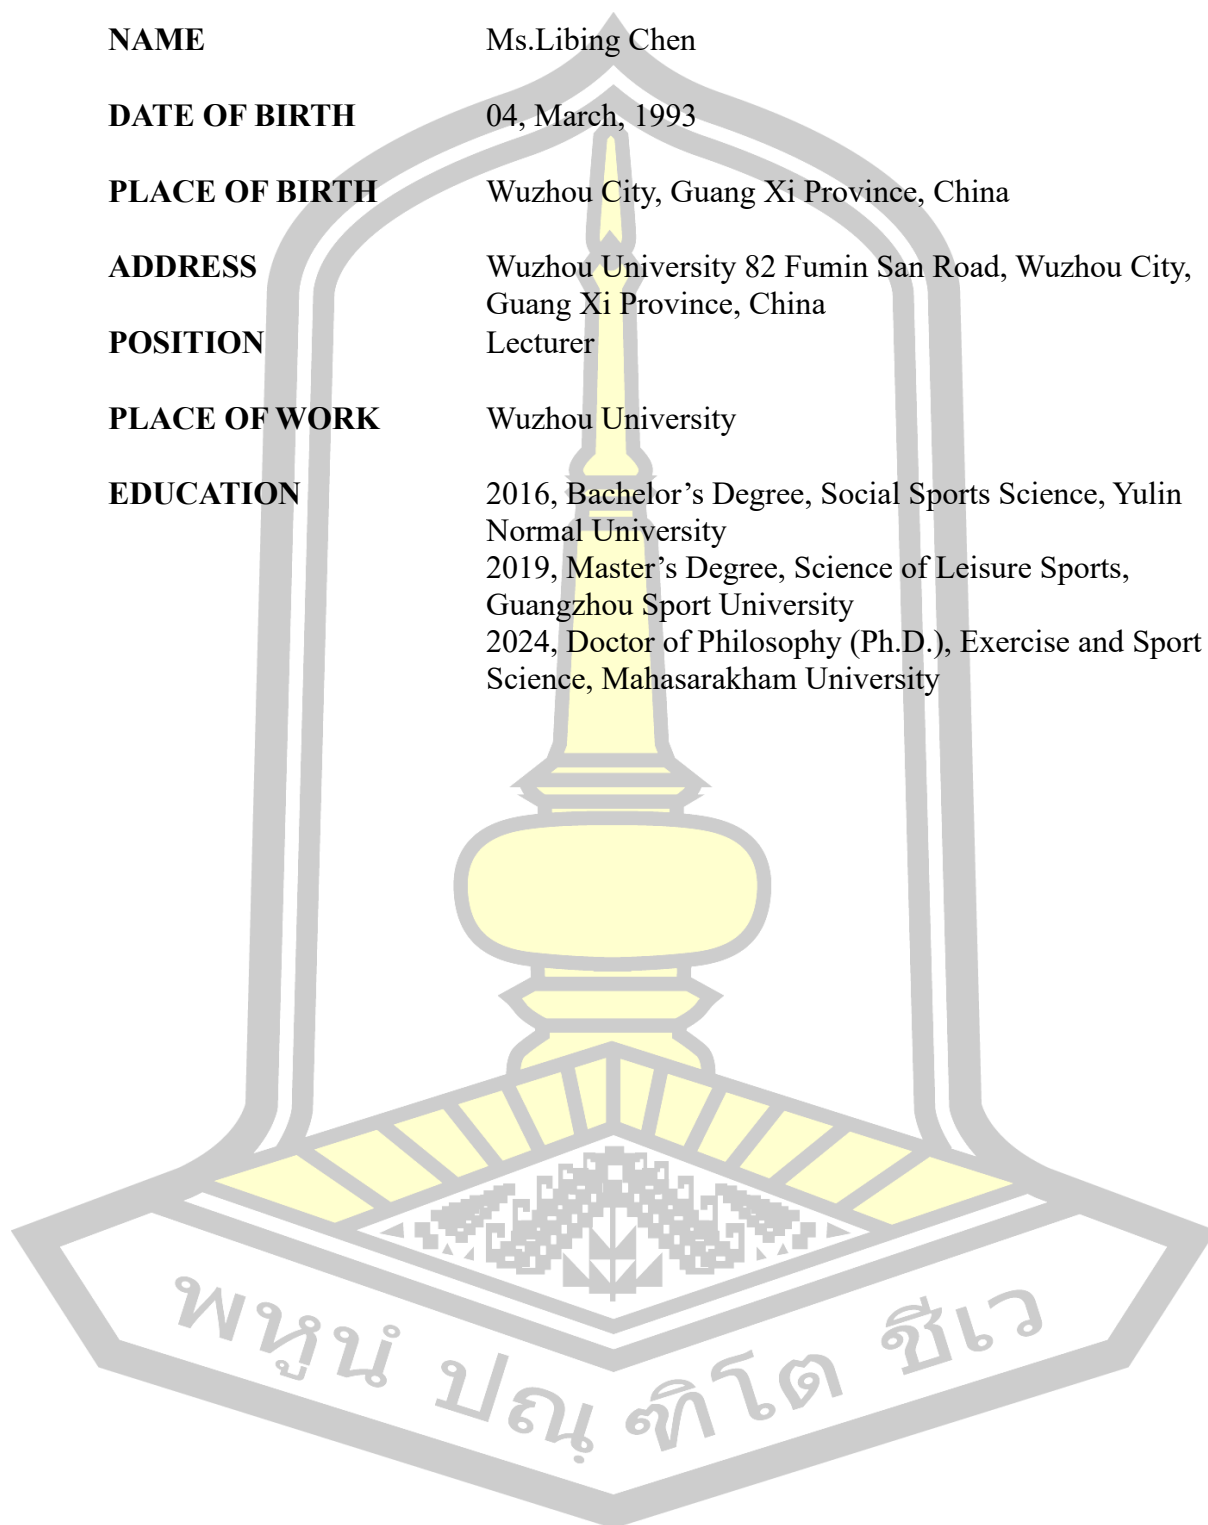 NAME Ms.Libing Chen
DATE OF BIRTH 04, March, 1993
PLACE OF BIRTH Wuzhou City, Guang Xi Province, China
ADDRESS Wuzhou University 82 Fumin San Road, Wuzhou City,
Guang Xi Province, China
POSITION Lecturer
PLACE OF WORK Wuzhou University
EDUCATION 2016, Bachelor’s Degree, Social Sports Science, Yulin
Normal University
2019, Master’s Degree, Science of Leisure Sports,
Guangzhou Sport University
2024, Doctor of Philosophy (Ph.D.), Exercise and Sport
Science, Mahasarakham University
พหูนํ ปณฺ ฑิโต ชีเว